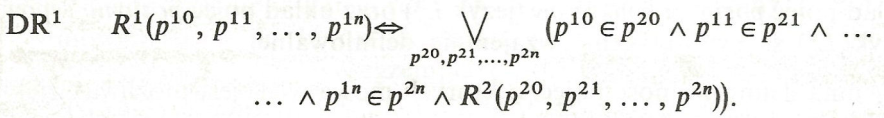 DR¹ R¹(p¹⁰, p¹¹, ..., p¹ⁿ)⇔ ⋁ (p¹⁰ ∈ p²⁰ ∧ p¹¹ ∈ p²¹ ∧ ...
p²⁰,p²¹,...,p²ⁿ
... ∧ p¹ⁿ ∈ p²ⁿ ∧ R²(p²⁰, p²¹, ..., p²ⁿ)).